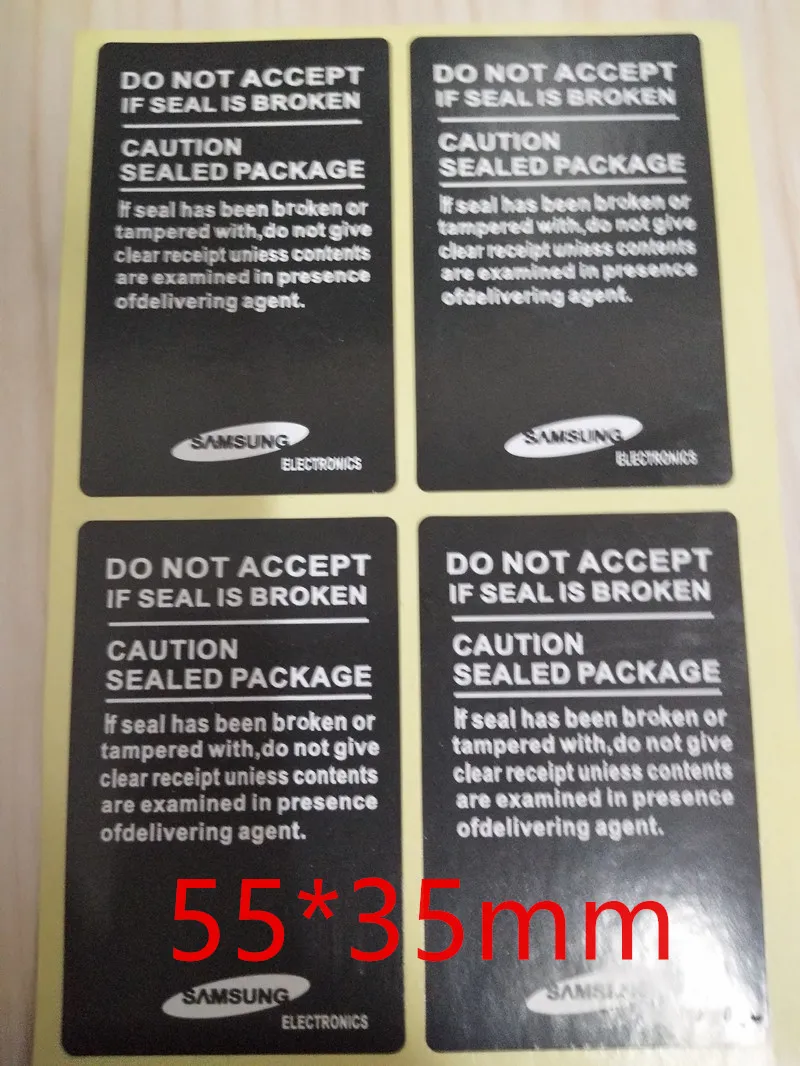 DO NOT ACCEPT
IF SEAL IS BROKEN
CAUTION
SEALED PACKAGE
If seal has been broken or
tampered with,do not give
clear receipt uniess contents
are examined in presence
ofdelivering agent.
SAMSUNG
ELECTRONICS
DO NOT ACCEPT
IF SEAL IS BROKEN
CAUTION
SEALED PACKAGE
If seal has been broken or
tampered with,do not give
clear receipt uniess contents
are examined in presence
ofdelivering agent.
SAMSUNG
ELECTRONICS
DO NOT ACCEPT
IF SEAL IS BROKEN
CAUTION
SEALED PACKAGE
If seal has been broken or
tampered with,do not give
clear receipt uniess contents
are examined in presence
ofdelivering agent.
SAMSUNG
ELECTRONICS
DO NOT ACCEPT
IF SEAL IS BROKEN
CAUTION
SEALED PACKAGE
If seal has been broken or
tampered with,do not give
clear receipt uniess contents
are examined in presence
ofdelivering agent.
55*35mm